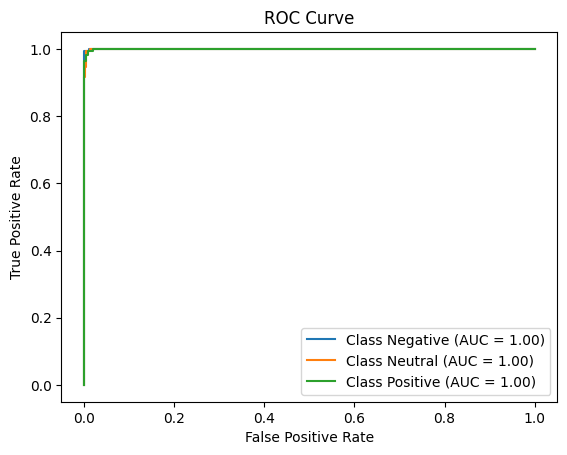 ROC Curve
True Positive Rate
1.0
0.8
0.6
0.4
0.2
0.0
Class Negative (AUC = 1.00)
Class Neutral (AUC = 1.00)
Class Positive (AUC = 1.00)
0.0 0.2 0.4 0.6 0.8 1.0
False Positive Rate